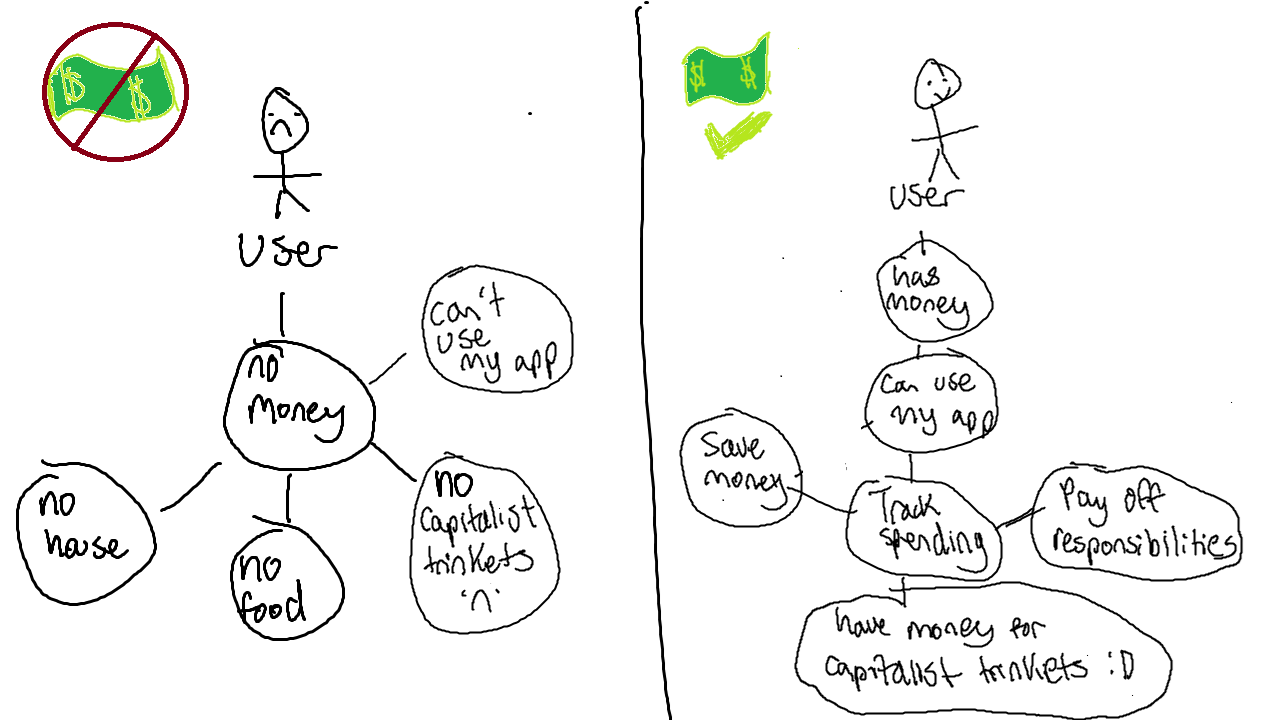 $ $
User
can't
use
my app
no
money
no
house
no
food
no
capitalist
trinkets
'n'
$ $
user
has
money
can use
my app
Save
money
Track
spending
Pay off
responsibilities
have money for
capitalist trinkets :D